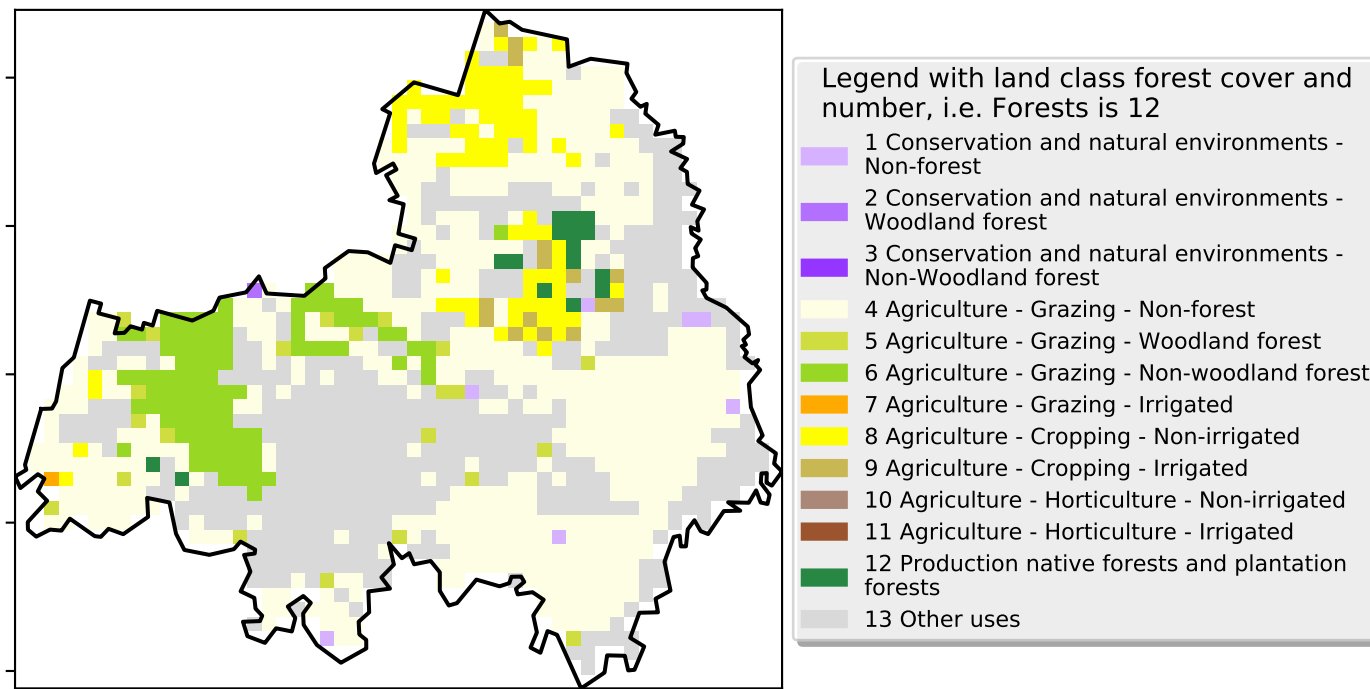 Legend with land class forest cover and
number, i.e. Forests is 12
1 Conservation and natural environments -
Non-forest
2 Conservation and natural environments -
Woodland forest
3 Conservation and natural environments -
Non-Woodland forest
4 Agriculture - Grazing - Non-forest
5 Agriculture - Grazing - Woodland forest
6 Agriculture - Grazing - Non-woodland forest
7 Agriculture - Grazing - Irrigated
8 Agriculture - Cropping - Non-irrigated
9 Agriculture - Cropping - Irrigated
10 Agriculture - Horticulture - Non-irrigated
11 Agriculture - Horticulture - Irrigated
12 Production native forests and plantation
forests
13 Other uses